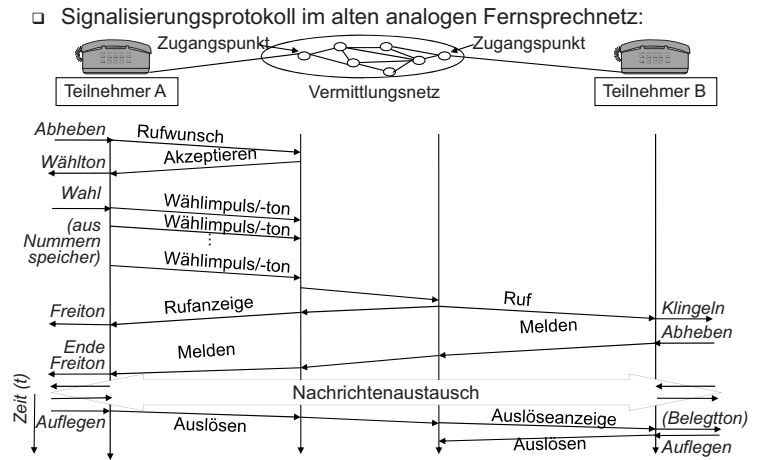 Signalisierungsprotokoll im alten analogen Fernsprechnetz:
Zugangspunkt
Zugangspunkt
Teilnehmer A
Vermittlungsnetz
Teilnehmer B
Abheben
Rufwunsch
Akzeptieren
Wählton
Wahl
Wählimpuls/-ton
(aus
Wählimpuls/-ton
Nummern
⋮
speicher)
Wählimpuls/-ton
Ruf
Freiton
Rufanzeige
Klingeln
Melden
Abheben
Ende
Freiton
Melden
Zeit (t)
Nachrichtenaustausch
Auflegen
Auslösen
Auslöseanzeige
(Belegtton)
Auslösen
Auflegen